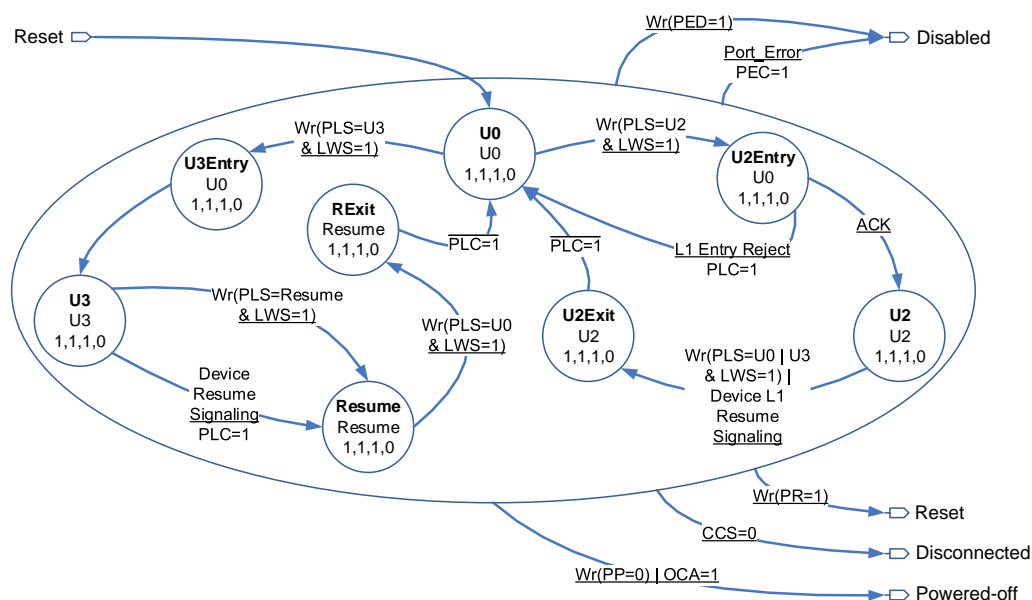 Reset
Wr(PED=1)
Disabled
Port_Error
PEC=1
Wr(PLS=U3
& LWS=1)
U0
U0
1,1,1,0
Wr(PLS=U2
& LWS=1)
U3Entry
U0
1,1,1,0
U2Entry
U0
1,1,1,0
RExit
Resume
1,1,1,0
PLC=1
PLC=1
L1 Entry Reject
PLC=1
ACK
U3
U3
1,1,1,0
Wr(PLS=Resume
& LWS=1)
Wr(PLS=U0
& LWS=1)
U2Exit
U2
1,1,1,0
U2
U2
1,1,1,0
Device
Resume
Signaling
PLC=1
Resume
Resume
1,1,1,0
Wr(PLS=U0 | U3
& LWS=1) |
Device L1
Resume
Signaling
Wr(PR=1)
Reset
CCS=0
Disconnected
Wr(PP=0) | OCA=1
Powered-off